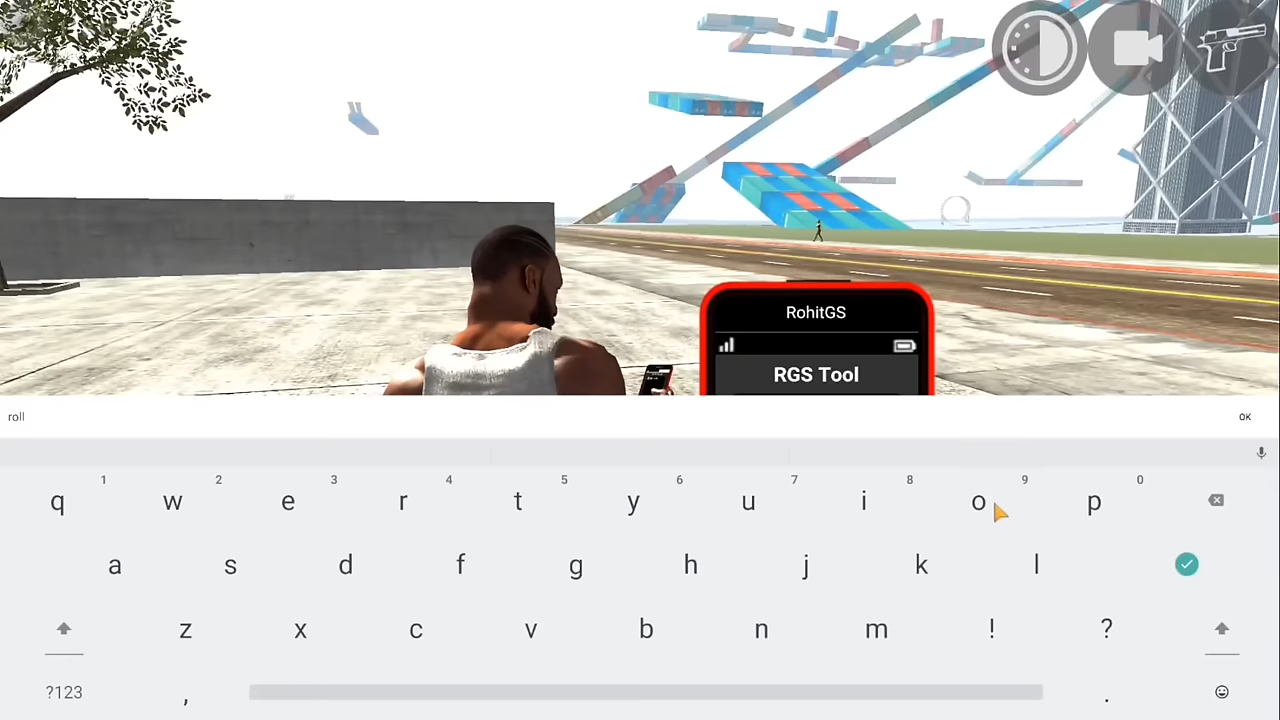 RohitGS
RGS Tool
roll
OK
1 2 3 4 5 6 7 8 9 0
q w e r t y u i o p
a s d f g h j k l
z x c v b n m ! ?
?123 , .